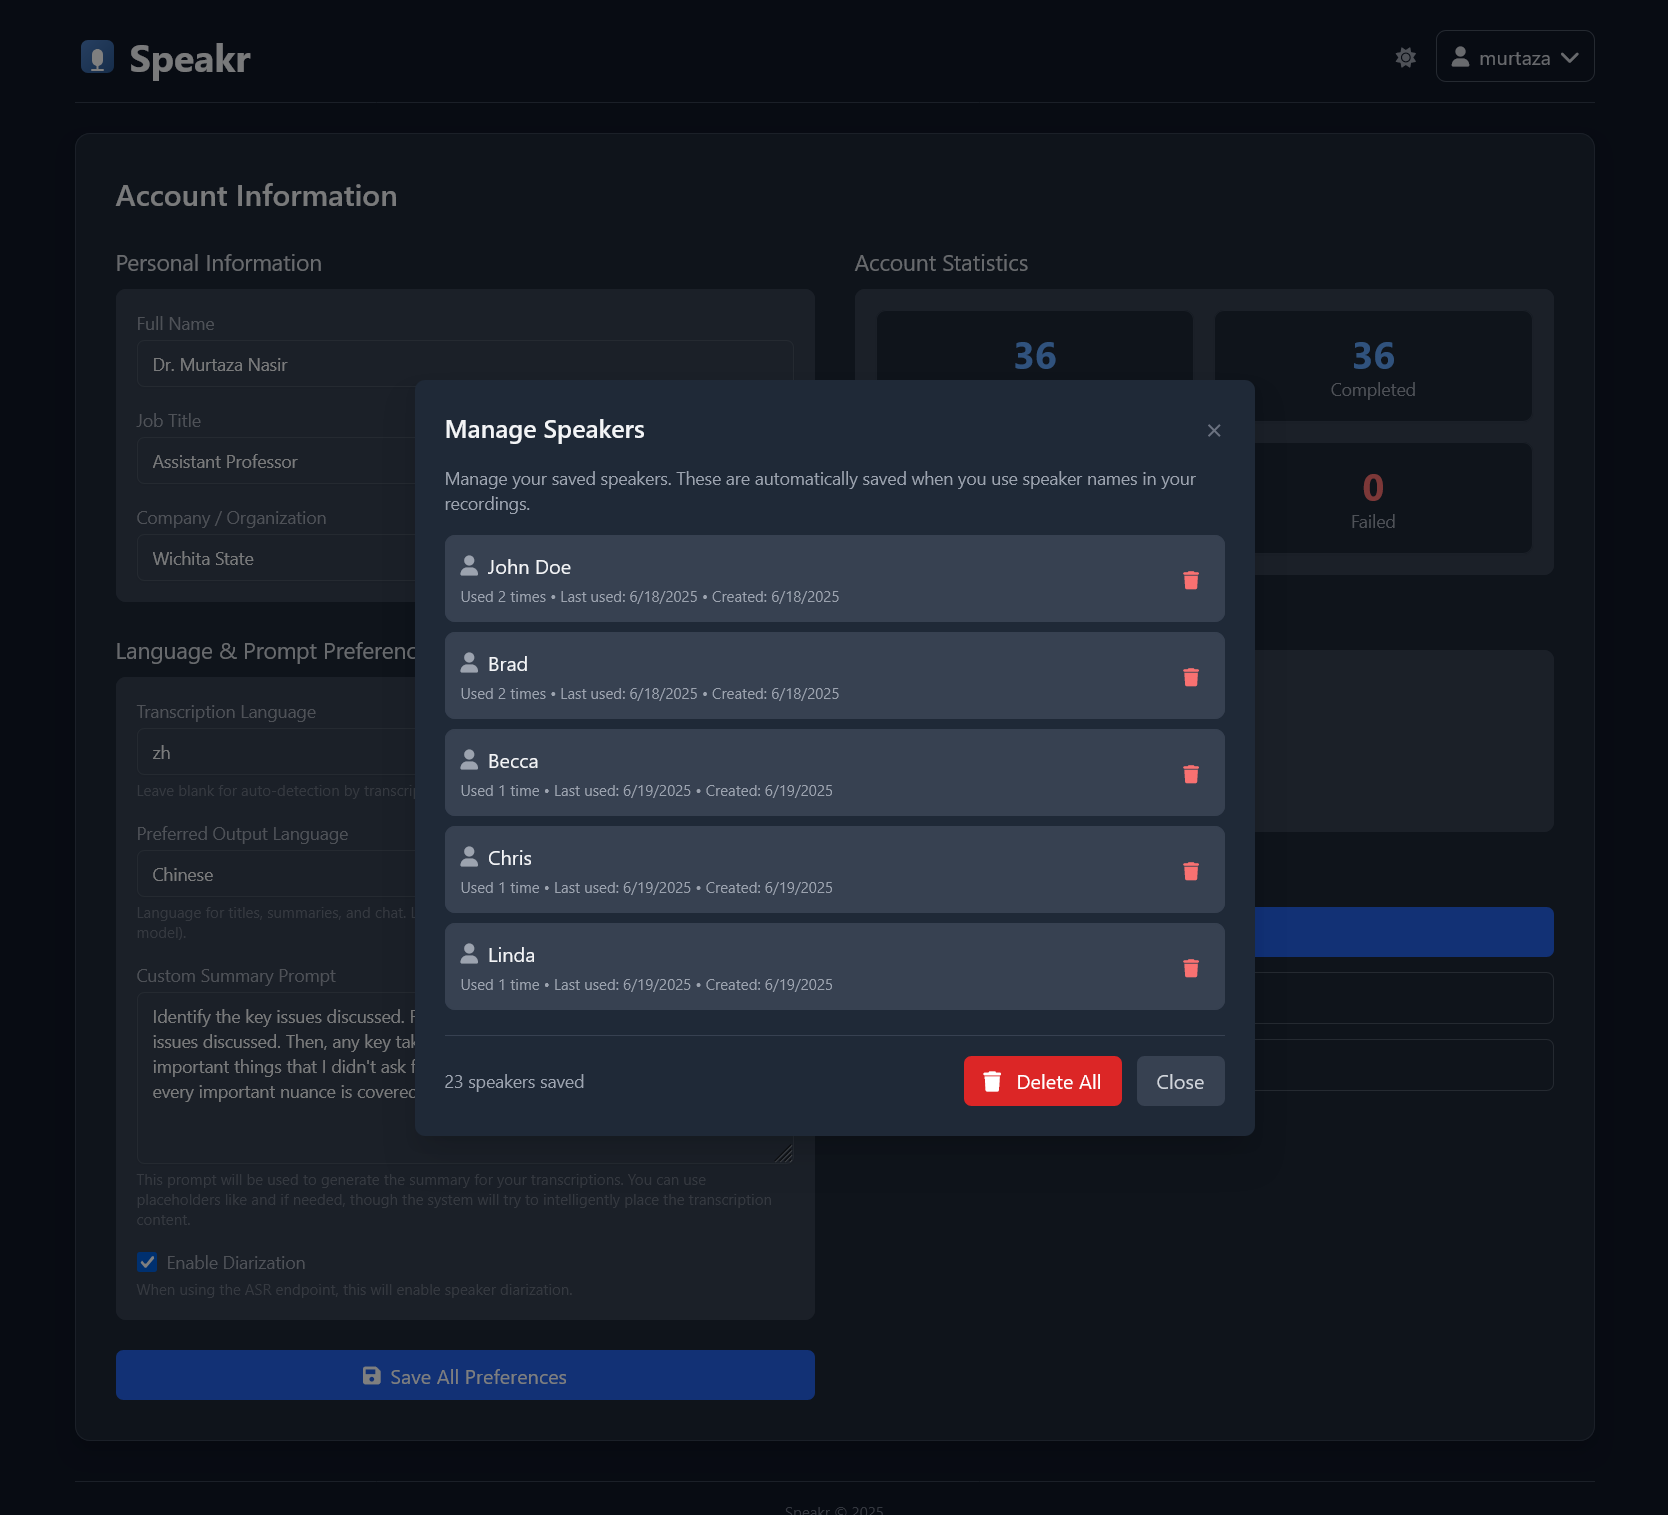 Speakr
murtaza
Account Information
Personal Information
Full Name
Dr. Murtaza Nasir
Job Title
Assistant Professor
Company / Organization
Wichita State
Account Statistics
36
36
Completed
0
Failed
Language & Prompt
Transcription Language
zh
Leave blank for auto-detection by
Preferred Output Language
Chinese
Language for titles, summaries, and chat.
model).
Custom Summary Prompt
Identify the key issues discussed.
issues discussed. Then, any key
important things that I didn't ask
every important nuance is covered
This prompt will be used to generate the summary for your transcriptions. You can use
placeholders like and if needed, though the system will try to intelligently place the transcription
content.
Enable Diarization
When using the ASR endpoint, this will enable speaker diarization.
Save All Preferences
Manage Speakers
Manage your saved speakers. These are automatically saved when you use speaker names in your
recordings.
John Doe
Used 2 times • Last used: 6/18/2025 • Created: 6/18/2025
Brad
Used 2 times • Last used: 6/18/2025 • Created: 6/18/2025
Becca
Used 1 time • Last used: 6/19/2025 • Created: 6/19/2025
Chris
Used 1 time • Last used: 6/19/2025 • Created: 6/19/2025
Linda
Used 1 time • Last used: 6/19/2025 • Created: 6/19/2025
23 speakers saved
Delete All
Close
Speakr © 2025